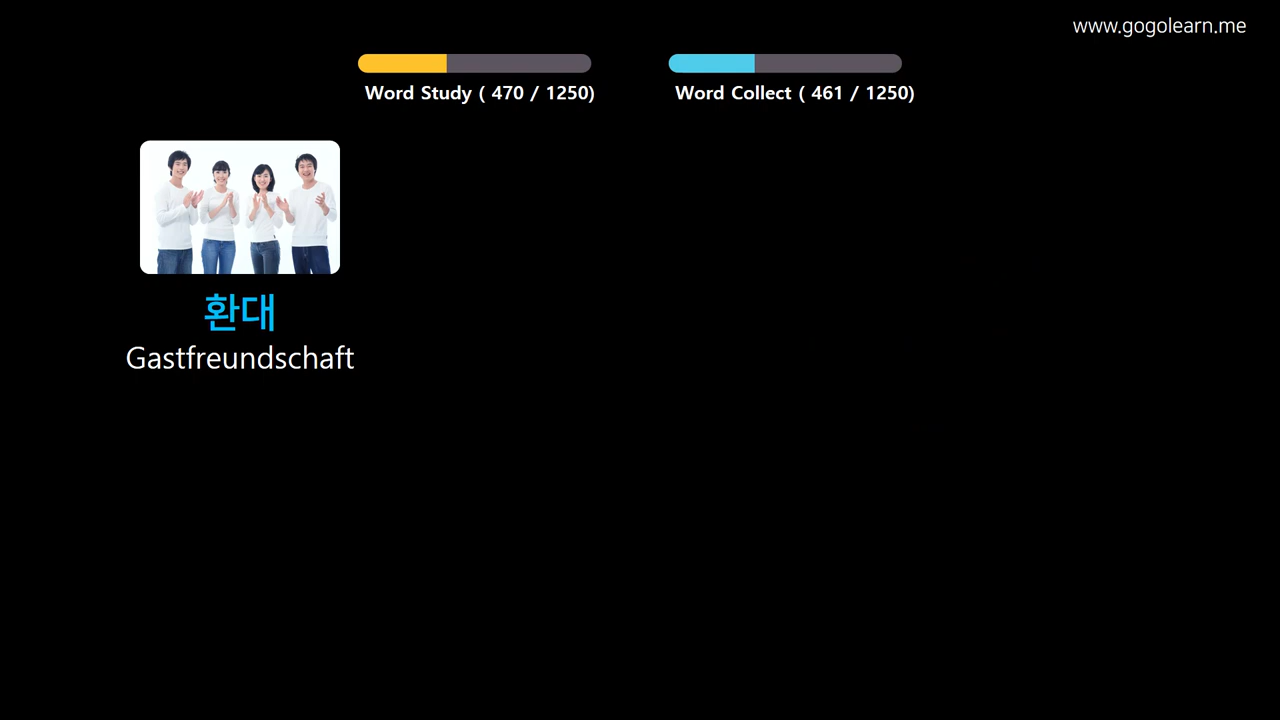 www.gogolearn.me
Word Study ( 470 / 1250)
Word Collect ( 461 / 1250)
환대
Gastfreundschaft